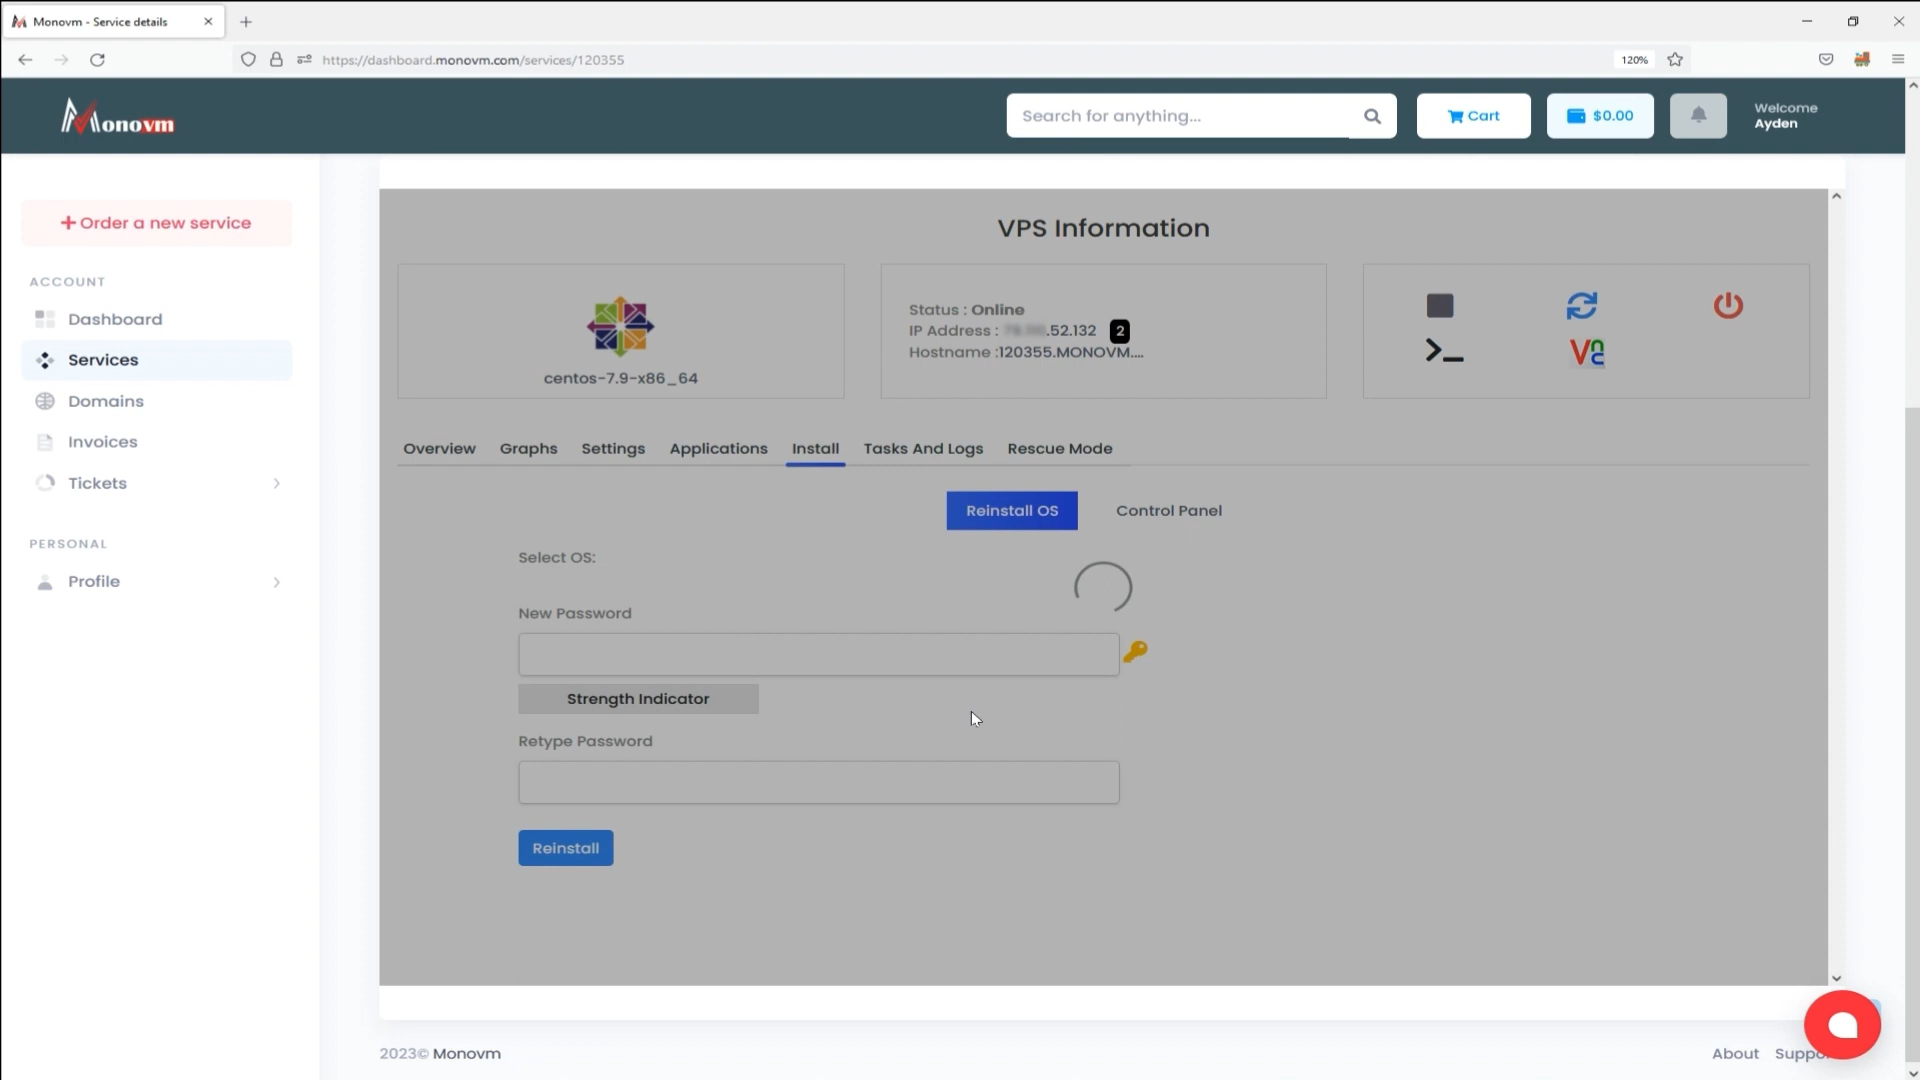 Monovm - Service details
https://dashboard.monovm.com/services/120355
120%
Monovm
Search for anything...
Cart
$0.00
Welcome
Ayden
Order a new service
ACCOUNT
Dashboard
Services
Domains
Invoices
Tickets
PERSONAL
Profile
VPS Information
centos-7.9-x86_64
Status : Online
IP Address : .52.132 2
Hostname :120355.MONOVM....
Overview Graphs Settings Applications Install Tasks And Logs Rescue Mode
Reinstall OS Control Panel
Select OS:
New Password
Strength Indicator
Retype Password
Reinstall
2023© Monovm
About